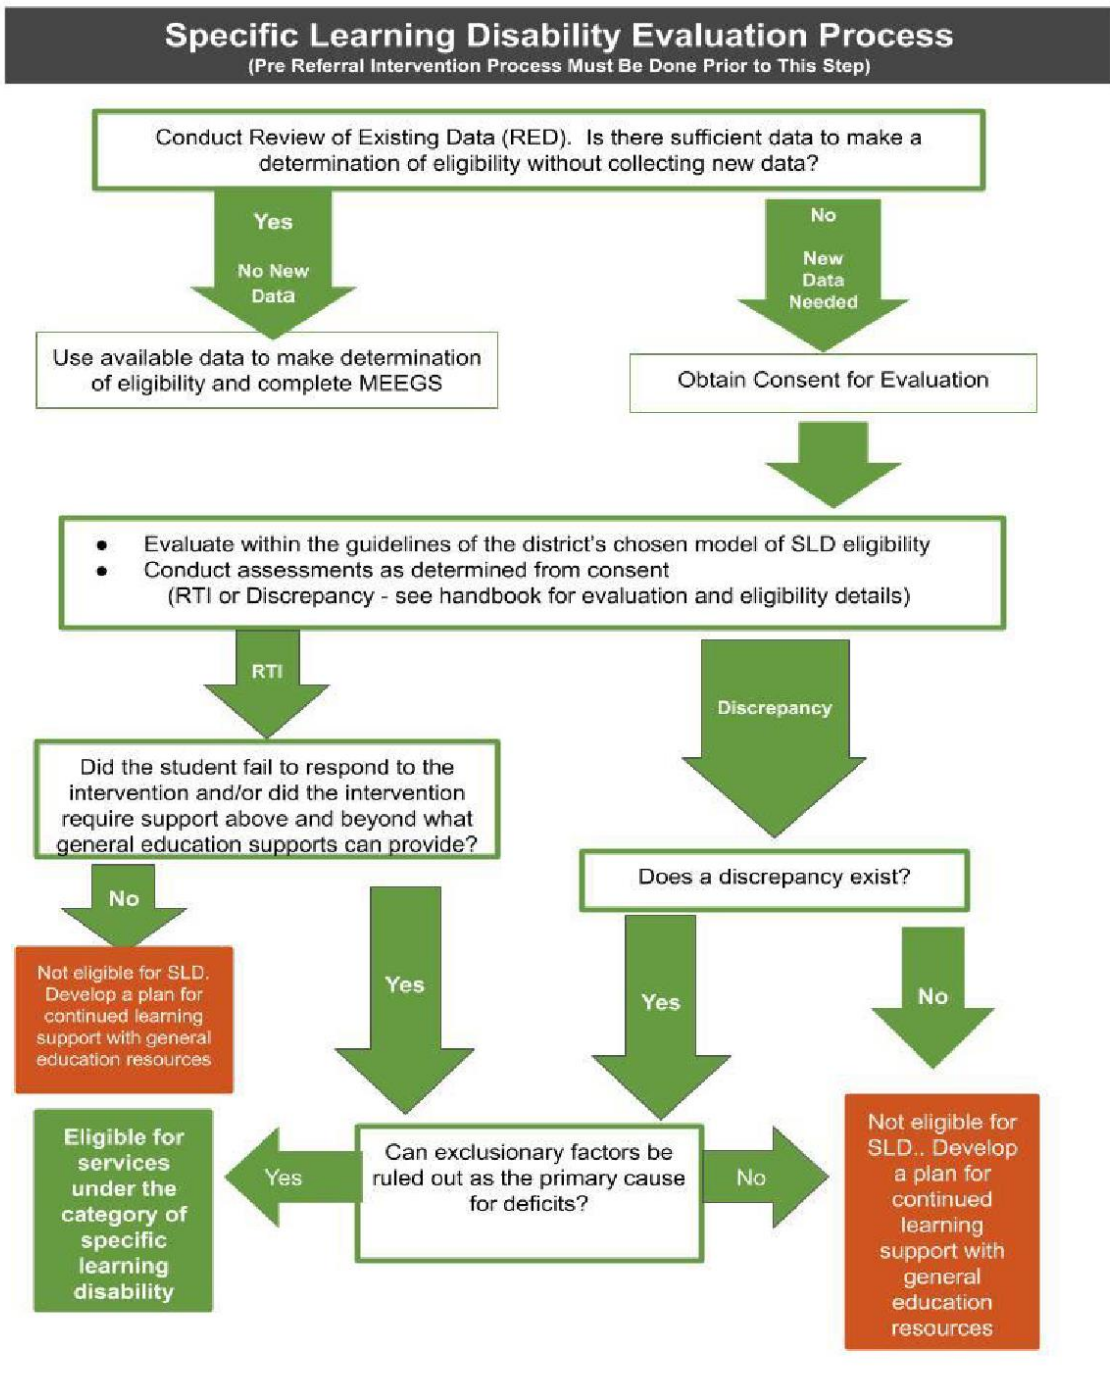 Specific Learning Disability Evaluation Process
(Pre Referral Intervention Process Must Be Done Prior to This Step)
Conduct Review of Existing Data (RED).  Is there sufficient data to make a
determination of eligibility without collecting new data?
Yes
No New
Data
No
New
Data
Needed
Use available data to make determination
of eligibility and complete MEEGS
Obtain Consent for Evaluation
● Evaluate within the guidelines of the district's chosen model of SLD eligibility
● Conduct assessments as determined from consent
(RTI or Discrepancy - see handbook for evaluation and eligibility details)
RTI
Discrepancy
Did the student fail to respond to the
intervention and/or did the intervention
require support above and beyond what
general education supports can provide?
Does a discrepancy exist?
No
Yes
Yes
No
Not eligible for SLD.
Develop a plan for
continued learning
support with general
education resources
Eligible for
services
under the
category of
specific
learning
disability
Yes
Can exclusionary factors be
ruled out as the primary cause
for deficits?
No
Not eligible for
SLD.. Develop
a plan for
continued
learning
support with
general
education
resources